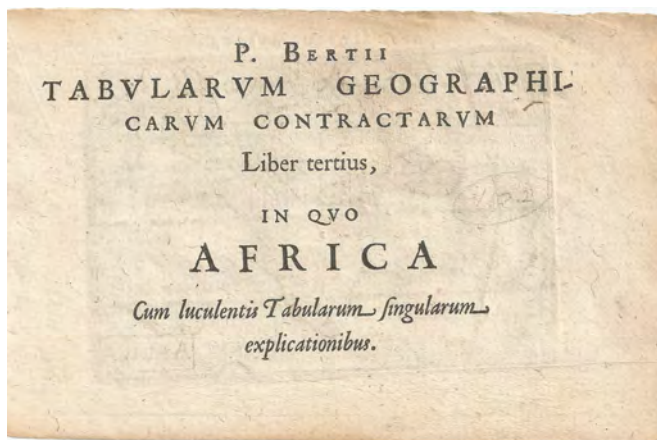 P. BERTII
TABVLARVM GEOGRAPHI-
CARVM CONTRACTARVM
Liber tertius,
IN QVO
AFRICA
Cum luculentis Tabularum ſingularum
explicationibus.